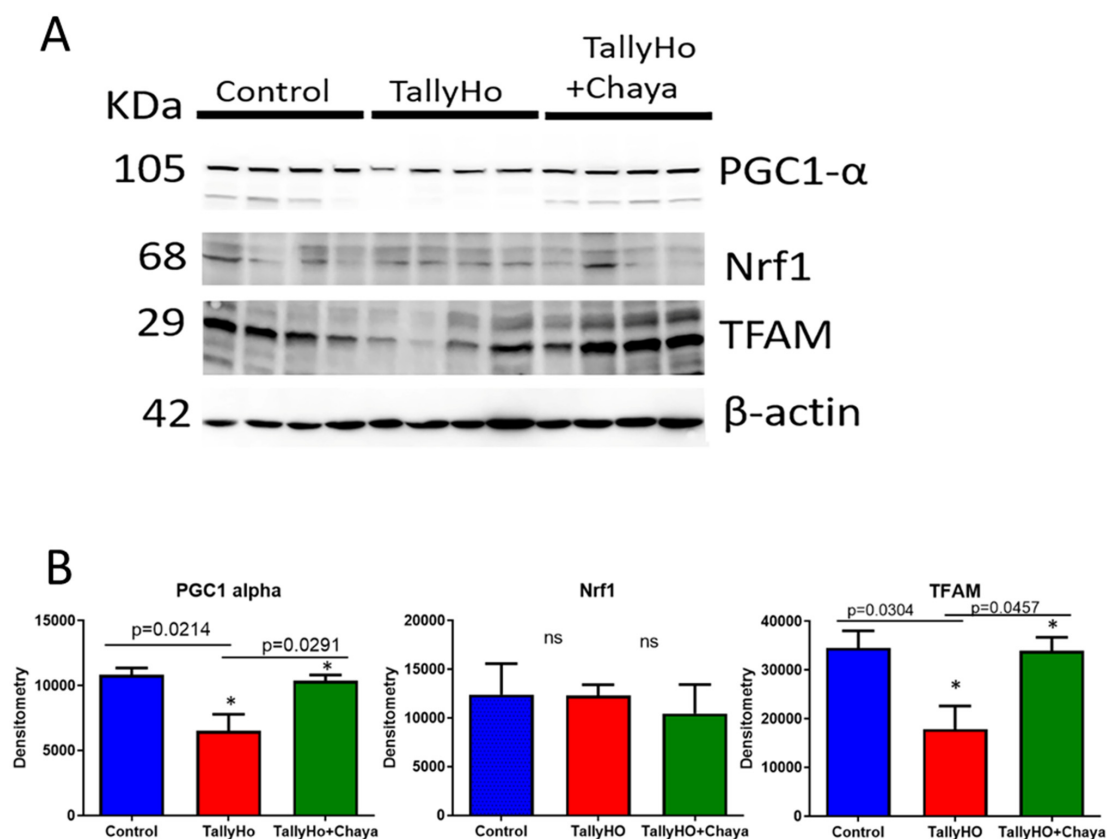 A
KDa
Control
TallyHo
TallyHo
+Chaya
105
PGC1-α
68
Nrf1
29
TFAM
42
β-actin
B
PGC1 alpha
Densitometry
15000
10000
5000
0
p=0.0214
p=0.0291
*
*
Control
TallyHo
TallyHo+Chaya
Nrf1
Densitometry
20000
15000
10000
5000
0
ns
ns
Control
TallyHO
TallyHO+Chaya
TFAM
Densitometry
40000
30000
20000
10000
0
p=0.0304
p=0.0457
*
*
Control
TallyHO
TallyHO+Chaya